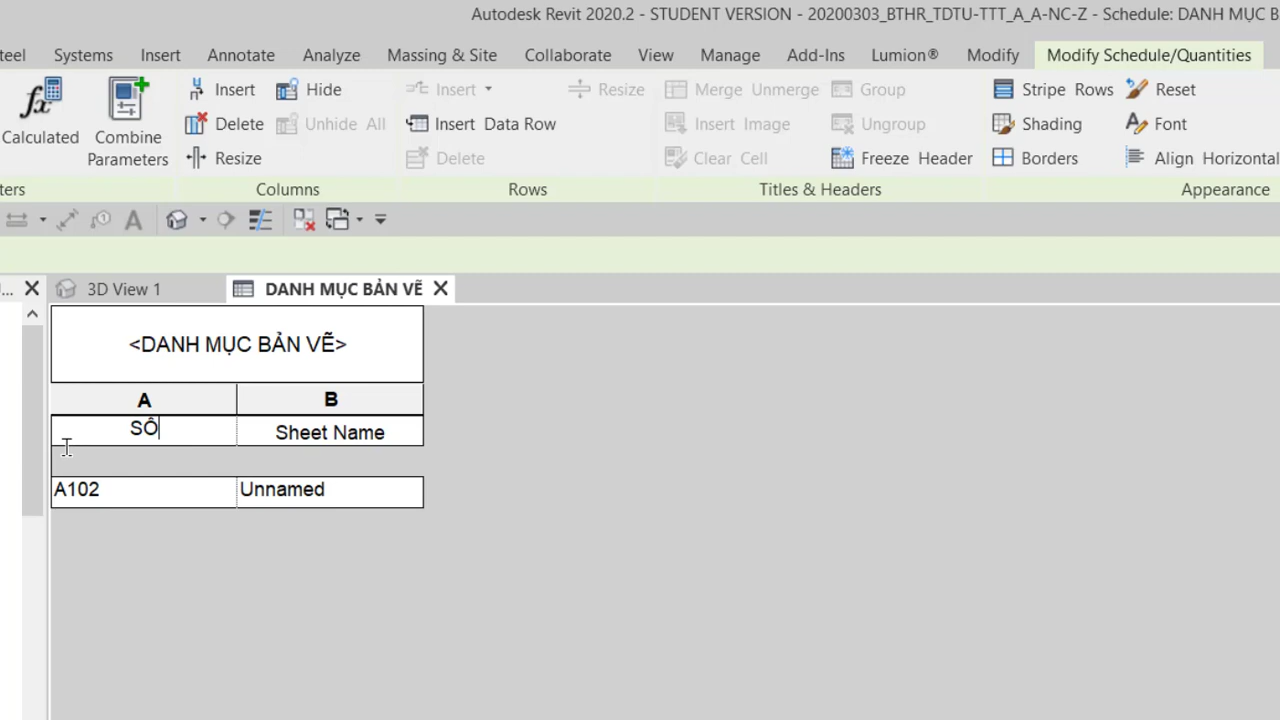 Autodesk Revit 2020.2 - STUDENT VERSION - 20200303_BTHR_TDTU-TTT_A_A-NC-Z - Schedule: DANH MỤC B
teel Systems Insert Annotate Analyze Massing & Site Collaborate View Manage Add-Ins Lumion® Modify Modify Schedule/Quantities
Insert Hide Insert Resize Merge Unmerge Group Stripe Rows Reset
fx Calculated Combine Parameters Delete Unhide All Insert Data Row Insert Image Ungroup Shading A Font
Resize Delete Clear Cell Freeze Header Borders Align Horizontal
ters Columns Rows Titles & Headers Appearance
1 A
... 3D View 1 DANH MỤC BẢN VẼ
<DANH MỤC BẢN VẼ>
A B
SÔ Sheet Name
A102 Unnamed